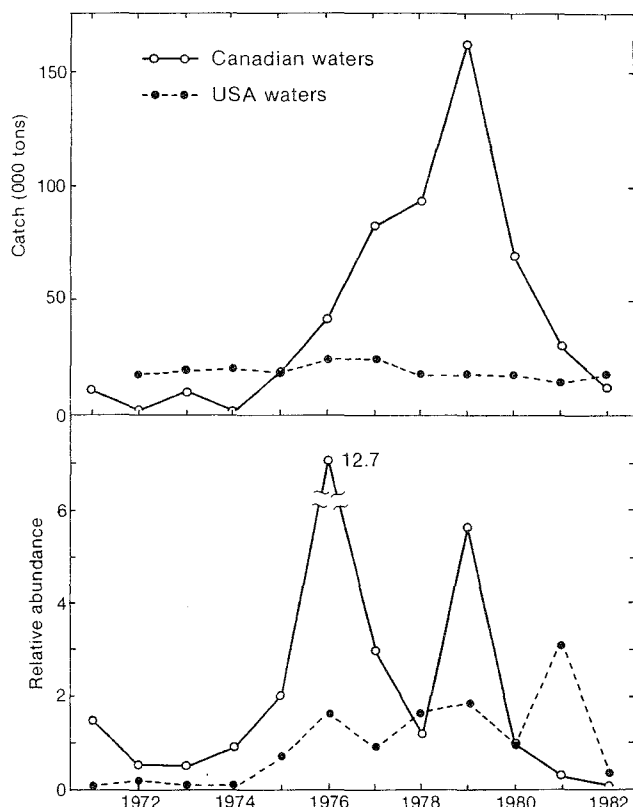 Canadian waters
USA waters
Catch (000 tons)
150
100
50
0
12.7
Relative abundance
6
4
2
0
1972 1974 1976 1978 1980 1982